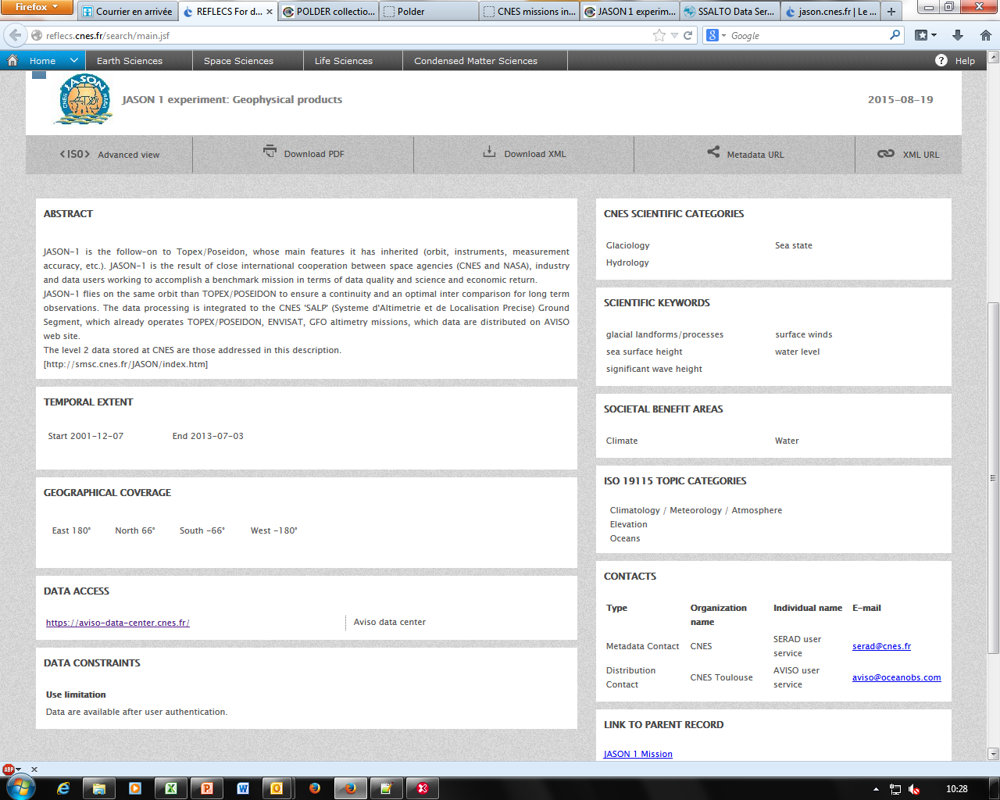 Firefox
Courrier en arrivée
REFLECS For d...
POLDER collectio...
Polder
CNES missions in...
JASON 1 experim...
SSALTO Data Ser...
jason.cnes.fr | Le ...
reflecs.cnes.fr/search/main.jsf
Google
Home
Earth Sciences
Space Sciences
Life Sciences
Condensed Matter Sciences
Help
JASON
CNES
NASA
JASON 1 experiment: Geophysical products
2015-08-19
<ISO> Advanced view
Download PDF
Download XML
Metadata URL
XML URL
ABSTRACT
JASON-1 is the follow-on to Topex/Poseidon, whose main features it has inherited (orbit, instruments, measurement
accuracy, etc.). JASON-1 is the result of close international cooperation between space agencies (CNES and NASA), industry
and data users working to accomplish a benchmark mission in terms of data quality and science and economic return.
JASON-1 flies on the same orbit than TOPEX/POSEIDON to ensure a continuity and an optimal inter comparison for long term
observations. The data processing is integrated to the CNES 'SALP' (Systeme d'Altimetrie et de Localisation Precise) Ground
Segment, which already operates TOPEX/POSEIDON, ENVISAT, GFO altimetry missions, which data are distributed on AVISO
web site.
The level 2 data stored at CNES are those addressed in this description.
[http://smsc.cnes.fr/JASON/index.htm]
TEMPORAL EXTENT
Start 2001-12-07 End 2013-07-03
GEOGRAPHICAL COVERAGE
East 180° North 66° South -66° West -180°
DATA ACCESS
https://aviso-data-center.cnes.fr/ Aviso data center
DATA CONSTRAINTS
Use limitation
Data are available after user authentication.
CNES SCIENTIFIC CATEGORIES
Glaciology Sea state
Hydrology
SCIENTIFIC KEYWORDS
glacial landforms/processes surface winds
sea surface height water level
significant wave height
SOCIETAL BENEFIT AREAS
Climate Water
ISO 19115 TOPIC CATEGORIES
Climatology / Meteorology / Atmosphere
Elevation
Oceans
CONTACTS
Type Organization name Individual name E-mail
Metadata Contact CNES SERAD user service serad@cnes.fr
Distribution Contact CNES Toulouse AVISO user service aviso@oceanobs.com
LINK TO PARENT RECORD
JASON 1 Mission
ABP
10:28